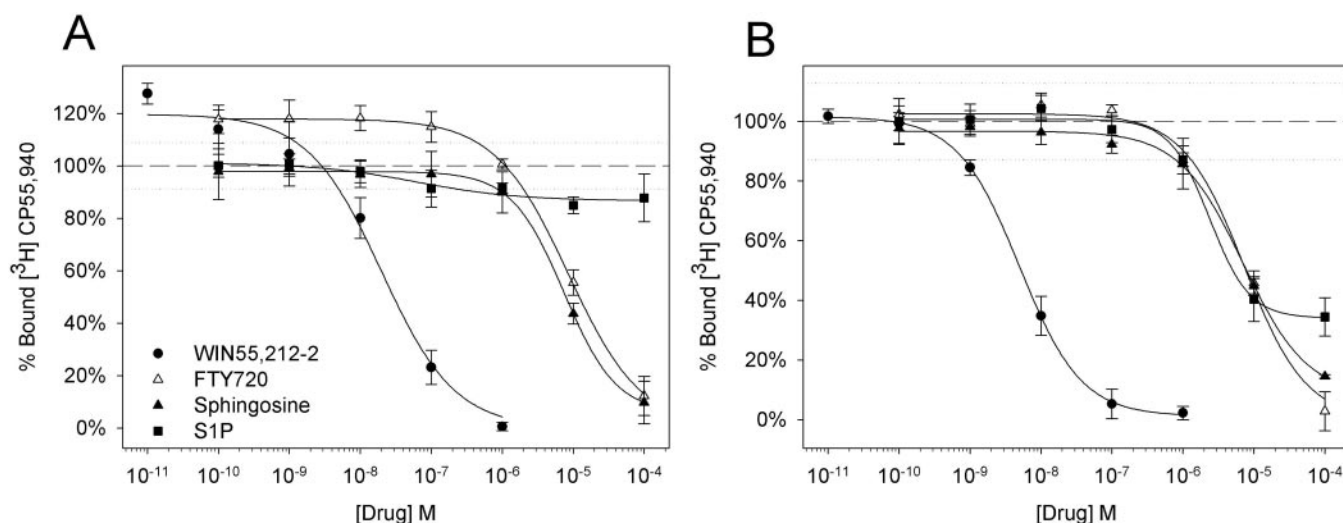 A
% Bound [³H] CP55,940
120%
100%
80%
60%
40%
20%
0%
WIN55,212-2
FTY720
Sphingosine
S1P
10⁻¹¹ 10⁻¹⁰ 10⁻⁹ 10⁻⁸ 10⁻⁷ 10⁻⁶ 10⁻⁵ 10⁻⁴
[Drug] M
B
% Bound [³H] CP55,940
100%
80%
60%
40%
20%
0%
10⁻¹¹ 10⁻¹⁰ 10⁻⁹ 10⁻⁸ 10⁻⁷ 10⁻⁶ 10⁻⁵ 10⁻⁴
[Drug] M